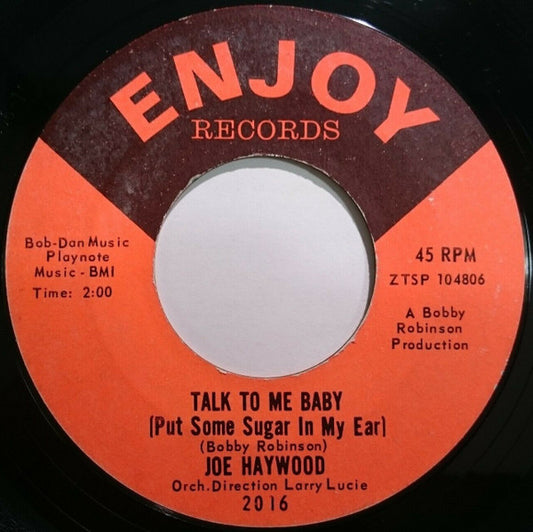 ENJOY
RECORDS
Bob-Dan Music
Playnote
Music - BMI
Time: 2:00
45 RPM
ZTSP 104806
A Bobby
Robinson
Production
TALK TO ME BABY
(Put Some Sugar In My Ear)
(Bobby Robinson)
JOE HAYWOOD
Orch. Direction Larry Lucie
2016